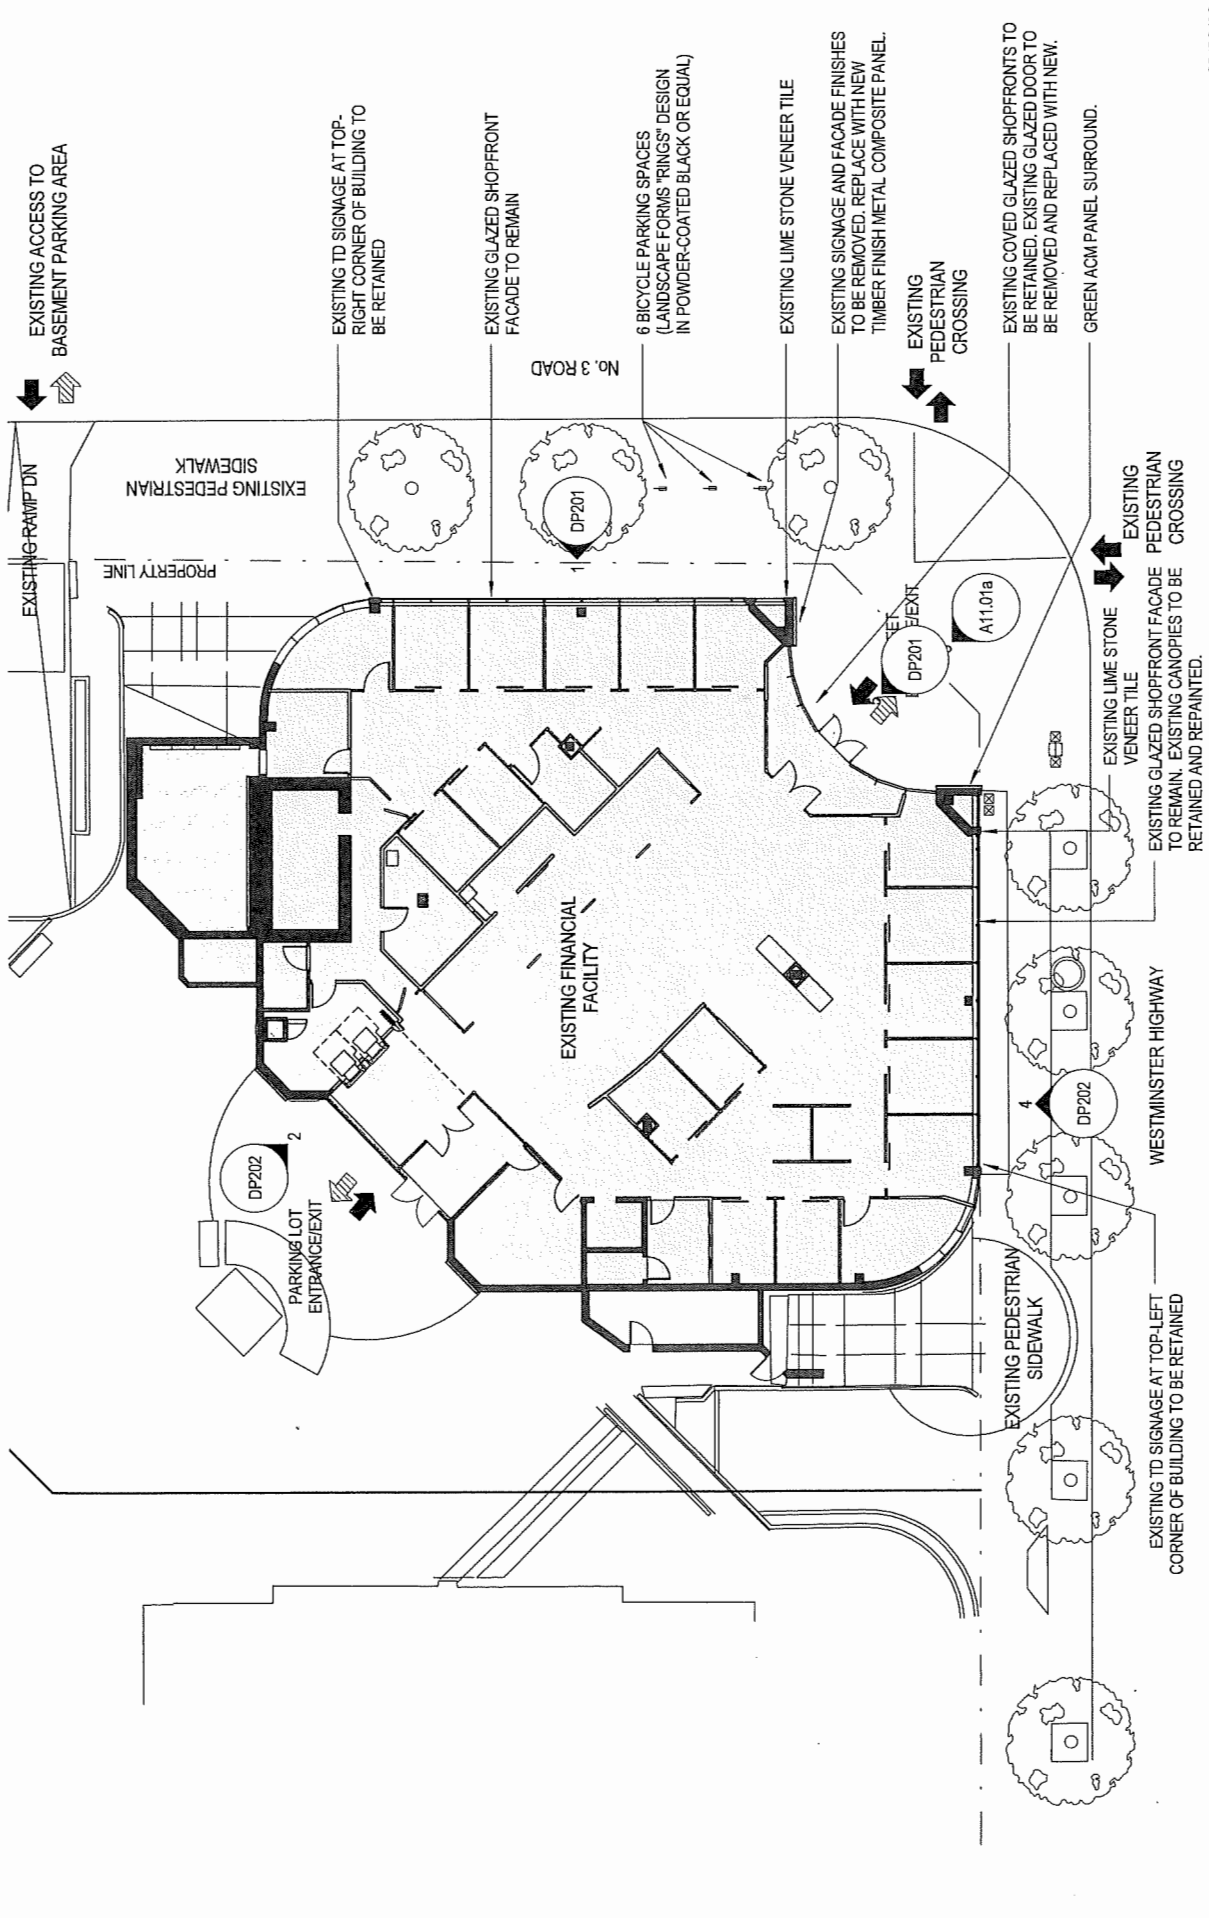 EXISTING ACCESS TO
BASEMENT PARKING AREA
EXISTING TD SIGNAGE AT TOP-
RIGHT CORNER OF BUILDING TO
BE RETAINED
EXISTING GLAZED SHOPFRONT
FACADE TO REMAIN
6 BICYCLE PARKING SPACES
(LANDSCAPE FORMS "RINGS" DESIGN
IN POWDER-COATED BLACK OR EQUAL)
EXISTING LIME STONE VENEER TILE
EXISTING SIGNAGE AND FACADE FINISHES
TO BE REMOVED. REPLACE WITH NEW
TIMBER FINISH METAL COMPOSITE PANEL.
EXISTING
PEDESTRIAN
CROSSING
EXISTING COVED GLAZED SHOPFRONTS TO
BE RETAINED. EXISTING GLAZED DOOR TO
BE REMOVED AND REPLACED WITH NEW.
GREEN ACM PANEL SURROUND.
No. 3 ROAD
EXISTING RAMP DN
EXISTING PEDESTRIAN
SIDEWALK
PROPERTY LINE
DP201
1
DP201
E/EXIT
A11.01a
EXISTING
PEDESTRIAN
CROSSING
EXISTING LIME STONE
VENEER TILE
EXISTING GLAZED SHOPFRONT FACADE
TO REMAIN. EXISTING CANOPIES TO BE
RETAINED AND REPAINTED.
EXISTING FINANCIAL
FACILITY
DP202
2
PARKING LOT
ENTRANCE/EXIT
4
DP202
WESTMINSTER HIGHWAY
EXISTING PEDESTRIAN
SIDEWALK
EXISTING TD SIGNAGE AT TOP-LEFT
CORNER OF BUILDING TO BE RETAINED